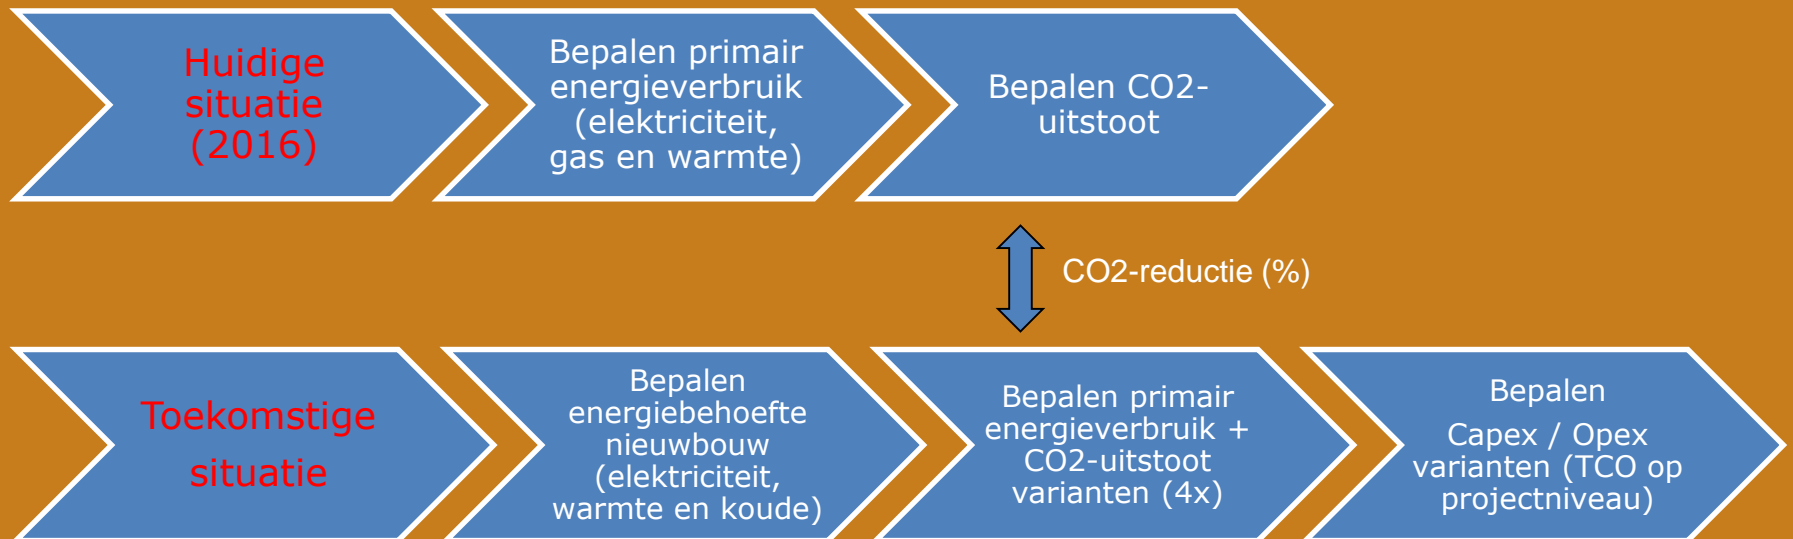 Huidige
situatie
(2016)
Bepalen primair
energieverbruik
(elektriciteit,
gas en warmte)
Bepalen CO2-
uitstoot
CO2-reductie (%)
Toekomstige
situatie
Bepalen
energiebehoefte
nieuwbouw
(elektriciteit,
warmte en koude)
Bepalen primair
energieverbruik +
CO2-uitstoot
varianten (4x)
Bepalen
Capex / Opex
varianten (TCO op
projectniveau)